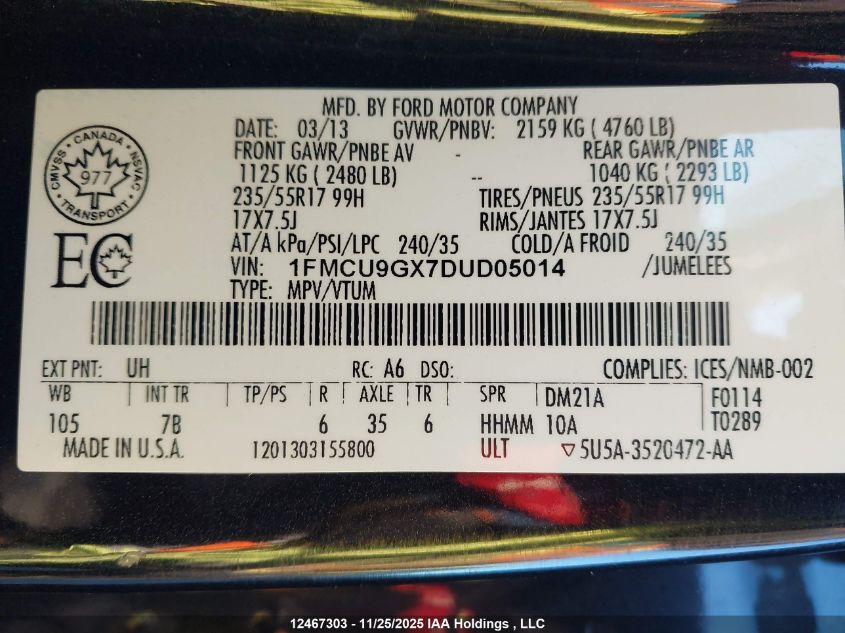 MFD. BY FORD MOTOR COMPANY
DATE: 03/13 GVWR/PNBV: 2159 KG ( 4760 LB)
FRONT GAWR/PNBE AV - REAR GAWR/PNBE AR
1125 KG ( 2480 LB) -- 1040 KG ( 2293 LB)
235/55R17 99H TIRES/PNEUS 235/55R17 99H
17X7.5J RIMS/JANTES 17X7.5J
AT/A kPa/PSI/LPC 240/35 COLD/A FROID 240/35
VIN: 1FMCU9GX7DUD05014 /JUMELEES
TYPE: MPV/VTUM
CMVSS · CANADA · NSVAC
977
TRANSPORT
EC
EXT PNT: UH RC: A6 DSO: COMPLIES: ICES/NMB-002
WB INT TR TP/PS R AXLE TR SPR DM21A F0114
105 7B 6 35 6 HHMM 10A T0289
MADE IN U.S.A. 1201303155800 ULT ▽5U5A-3520472-AA
12467303 - 11/25/2025 IAA Holdings , LLC